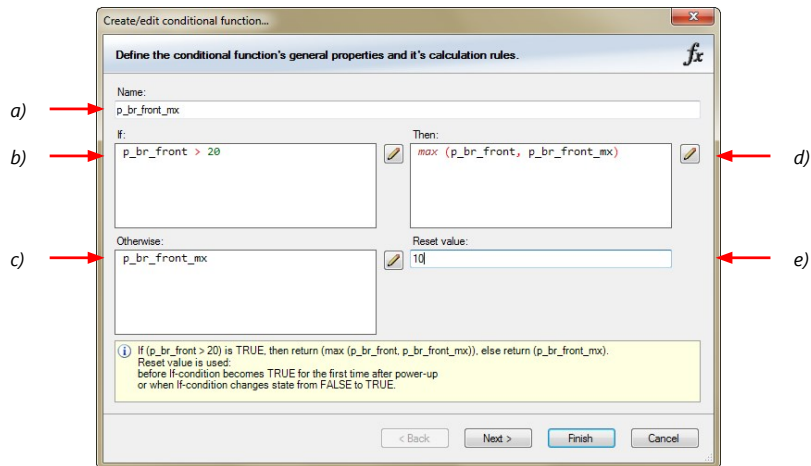 Create/edit conditional function...
Define the conditional function's general properties and it's calculation rules.
fx
Name:
a)
p_br_front_mx
If:
Then:
b)
p_br_front > 20
max (p_br_front, p_br_front_mx)
d)
Otherwise:
Reset value:
c)
p_br_front_mx
10
e)
If (p_br_front > 20) is TRUE, then return (max (p_br_front, p_br_front_mx)), else return (p_br_front_mx).
Reset value is used:
before If-condition becomes TRUE for the first time after power-up
or when If-condition changes state from FALSE to TRUE.
< Back
Next >
Finish
Cancel